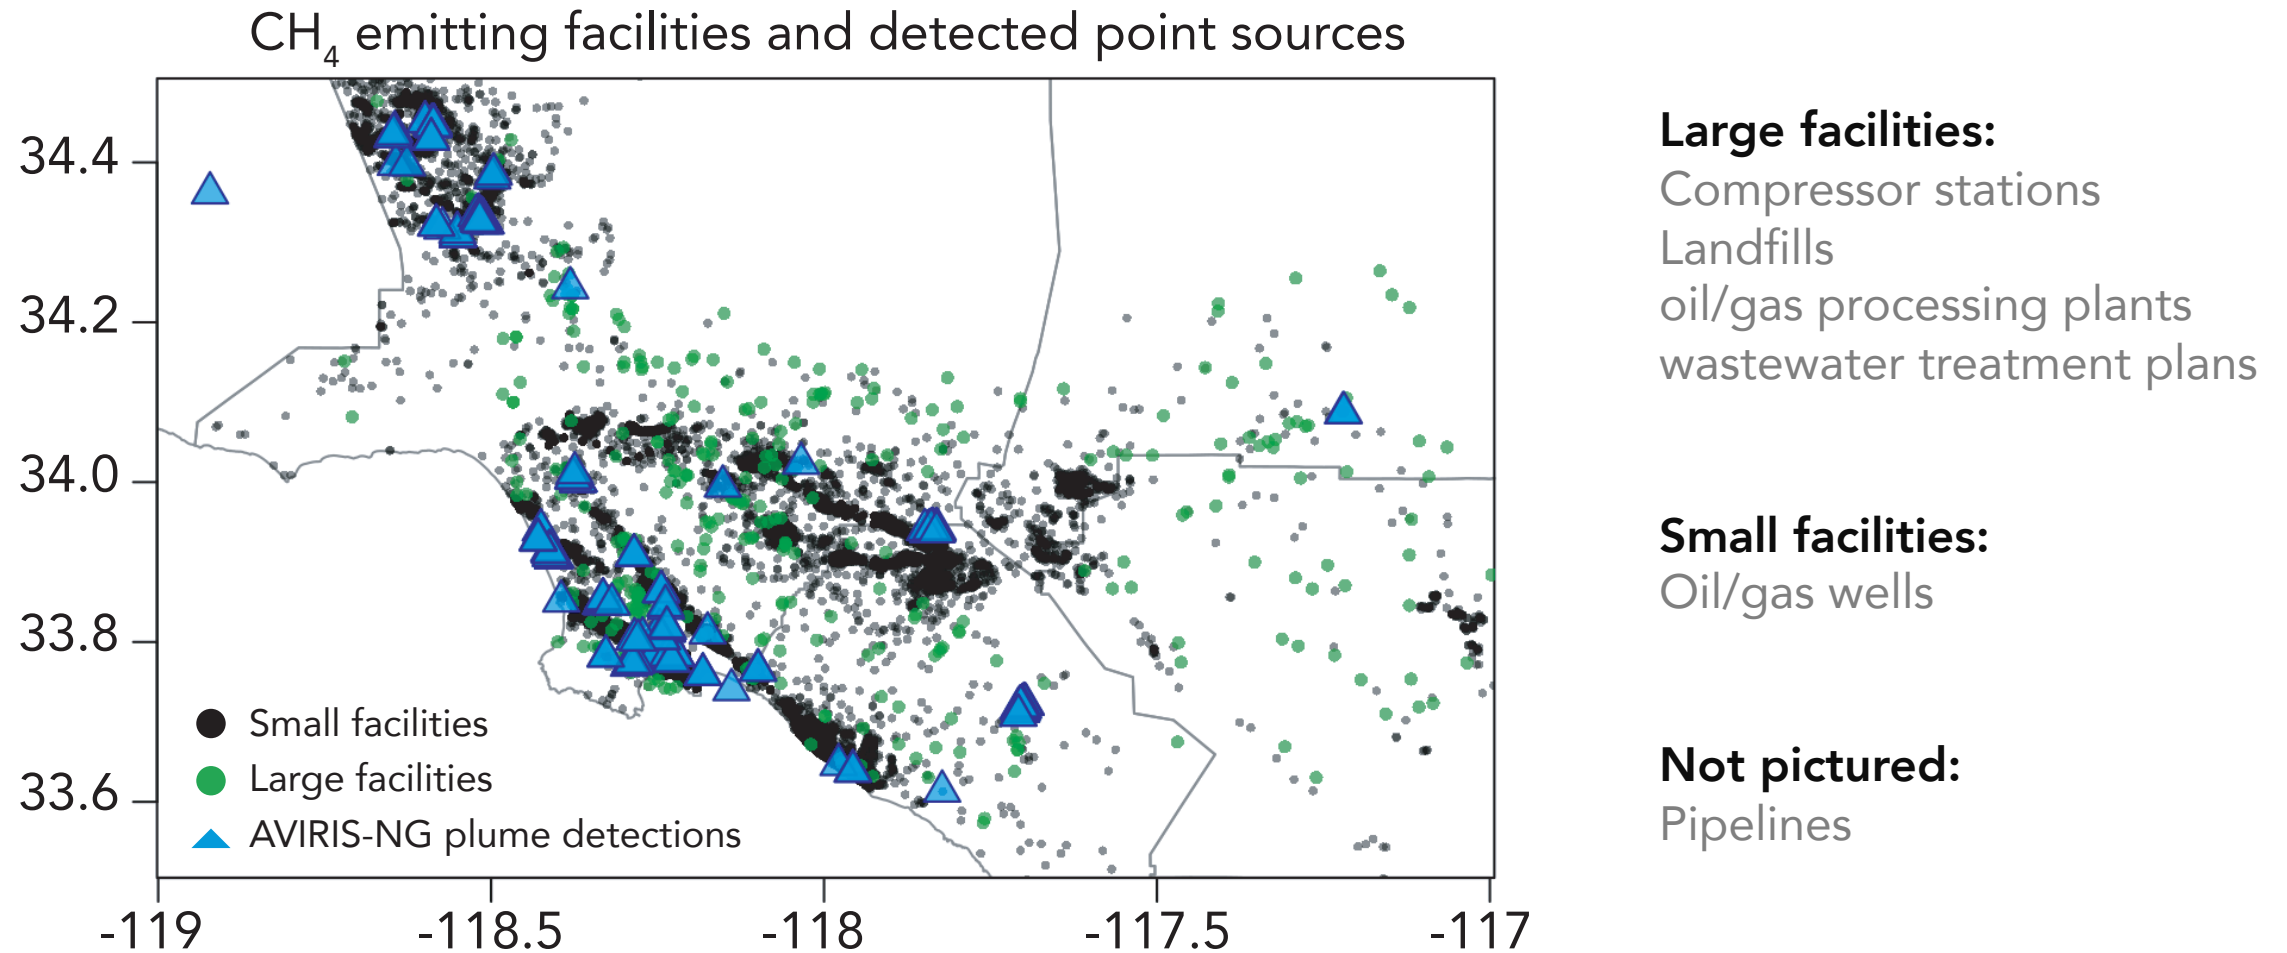 CH₄ emitting facilities and detected point sources
34.4
34.2
34.0
33.8
33.6
-119
-118.5
-118
-117.5
-117
Small facilities
Large facilities
AVIRIS-NG plume detections
Large facilities:
Compressor stations
Landfills
oil/gas processing plants
wastewater treatment plans
Small facilities:
Oil/gas wells
Not pictured:
Pipelines